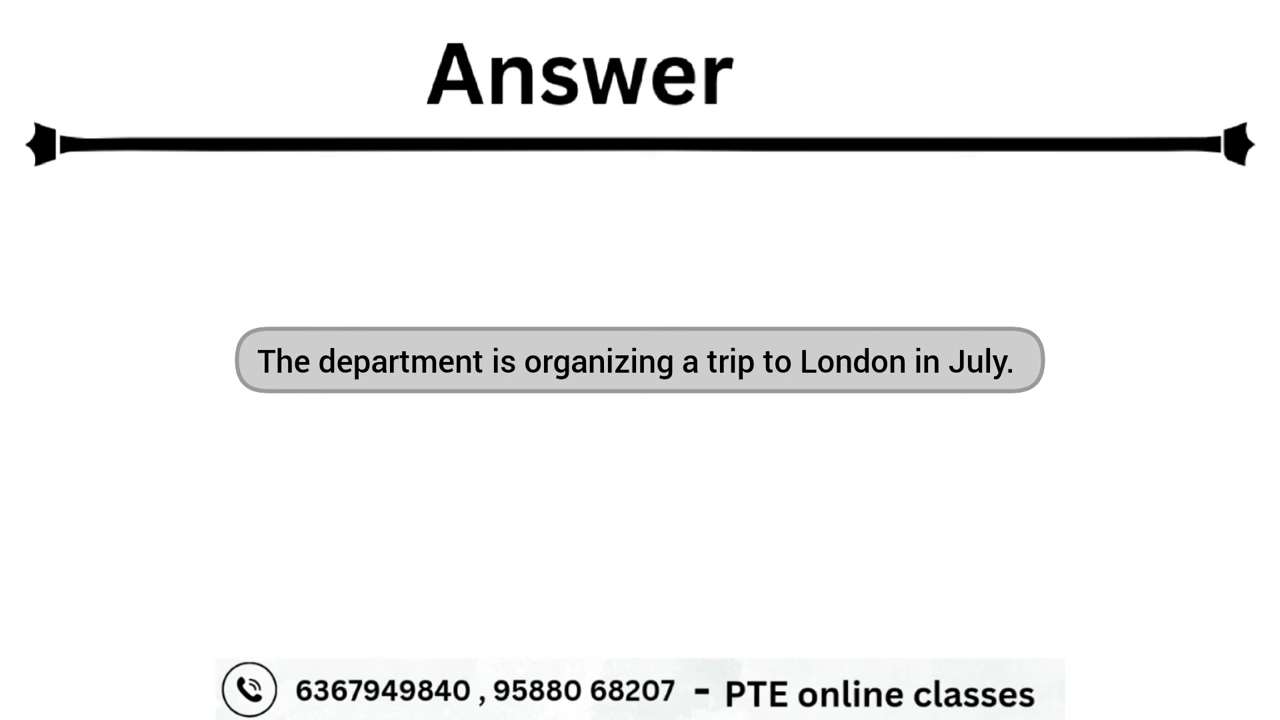 Answer
The department is organizing a trip to London in July.
6367949840 , 95880 68207 - PTE online classes